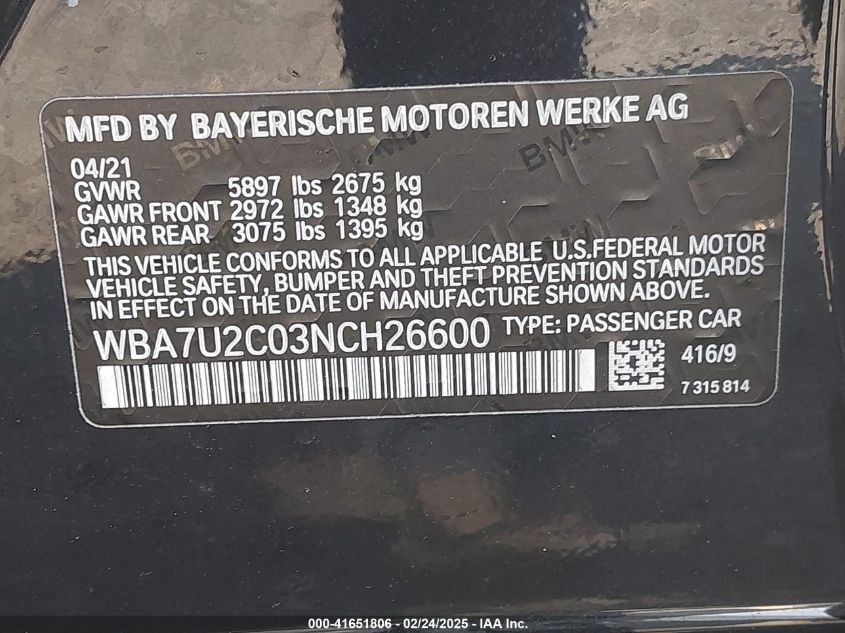 MFD BY BAYERISCHE MOTOREN WERKE AG
04/21
GVWR 5897 lbs 2675 kg
GAWR FRONT 2972 lbs 1348 kg
GAWR REAR 3075 lbs 1395 kg
THIS VEHICLE CONFORMS TO ALL APPLICABLE U.S.FEDERAL MOTOR
VEHICLE SAFETY, BUMPER AND THEFT PREVENTION STANDARDS
IN EFFECT ON THE DATE OF MANUFACTURE SHOWN ABOVE.
WBA7U2C03NCH26600 TYPE: PASSENGER CAR
416/9
7 315 814
000-41651806 / 02/24/2025 - IAA Inc.